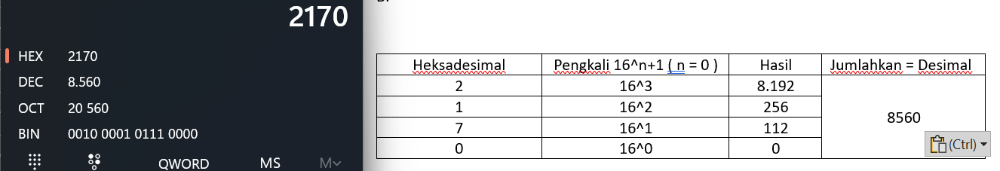 2170
HEX 2170
DEC 8.560
OCT 20 560
BIN 0010 0001 0111 0000
QWORD MS M
Heksadesimal Pengkali 16^n+1 ( n = 0 ) Hasil Jumlahkan = Desimal
2 16^3 8.192
1 16^2 256
8560
7 16^1 112
0 16^0 0
(Ctrl)